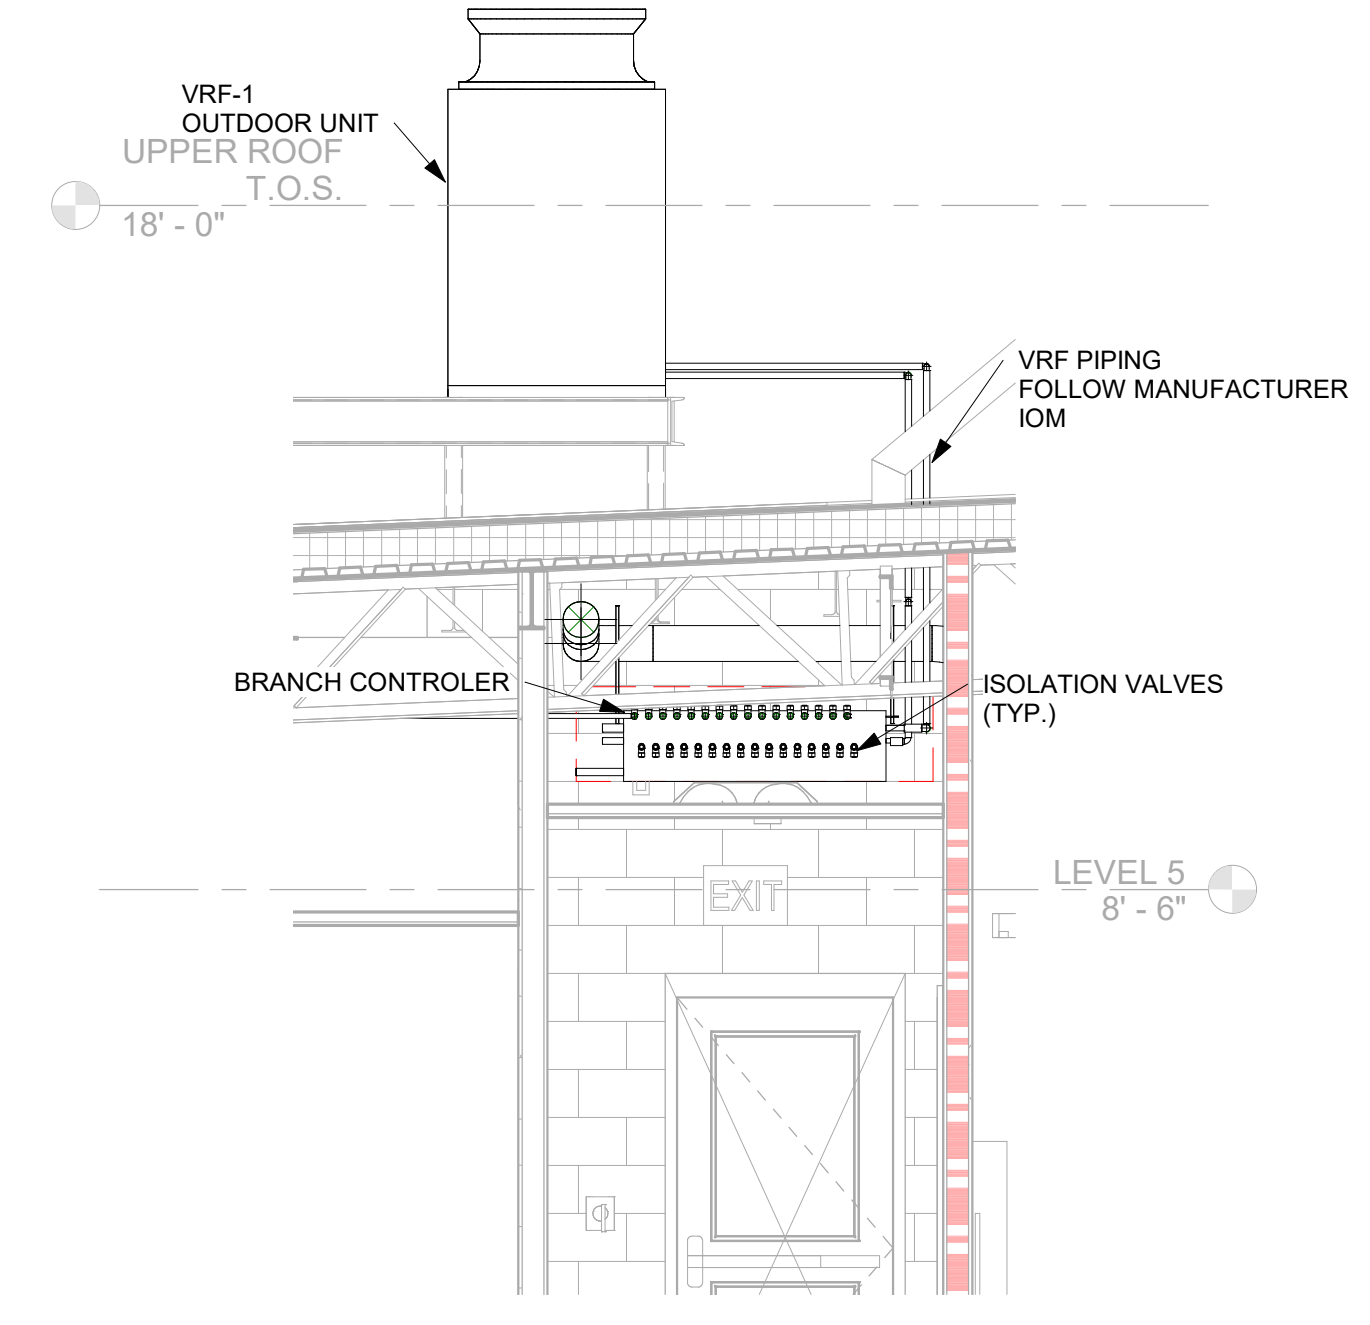 VRF-1
OUTDOOR UNIT
UPPER ROOF
T.O.S.
18' - 0"
VRF PIPING
FOLLOW MANUFACTURER
IOM
BRANCH CONTROLER
ISOLATION VALVES
(TYP.)
LEVEL 5
8' - 6"
EXIT